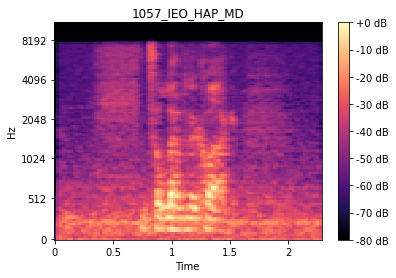 1057_IEO_HAP_MD
+0 dB
8192
-10 dB
4096
-20 dB
-30 dB
2048
Hz
-40 dB
1024
-50 dB
512
-60 dB
-70 dB
0
-80 dB
0 0.5 1 1.5 2
Time